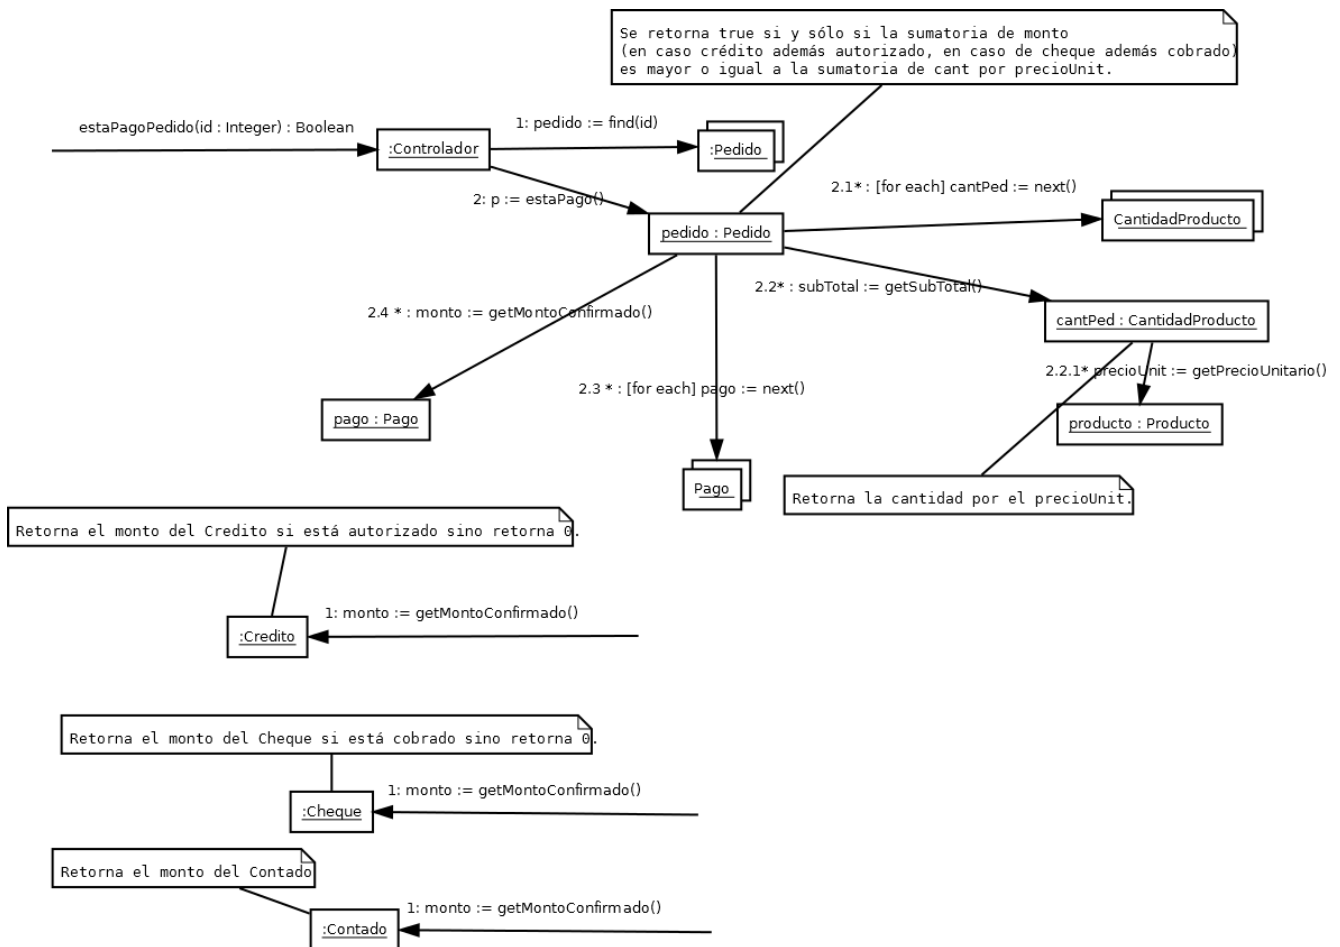 Se retorna true si y sólo si la sumatoria de monto
(en caso crédito además autorizado, en caso de cheque además cobrado)
es mayor o igual a la sumatoria de cant por precioUnit.
estaPagoPedido(id : Integer) : Boolean
1: pedido := find(id)
:Controlador
:Pedido
2.1* : [for each] cantPed := next()
2: p := estaPago()
CantidadProducto
pedido : Pedido
2.2* : subTotal := getSubTotal()
2.4 * : monto := getMontoConfirmado()
cantPed : CantidadProducto
2.2.1* precioUnit := getPrecioUnitario()
2.3 * : [for each] pago := next()
pago : Pago
producto : Producto
Pago
Retorna la cantidad por el precioUnit.
Retorna el monto del Credito si está autorizado sino retorna 0.
1: monto := getMontoConfirmado()
:Credito
Retorna el monto del Cheque si está cobrado sino retorna 0.
1: monto := getMontoConfirmado()
:Cheque
Retorna el monto del Contado
1: monto := getMontoConfirmado()
:Contado